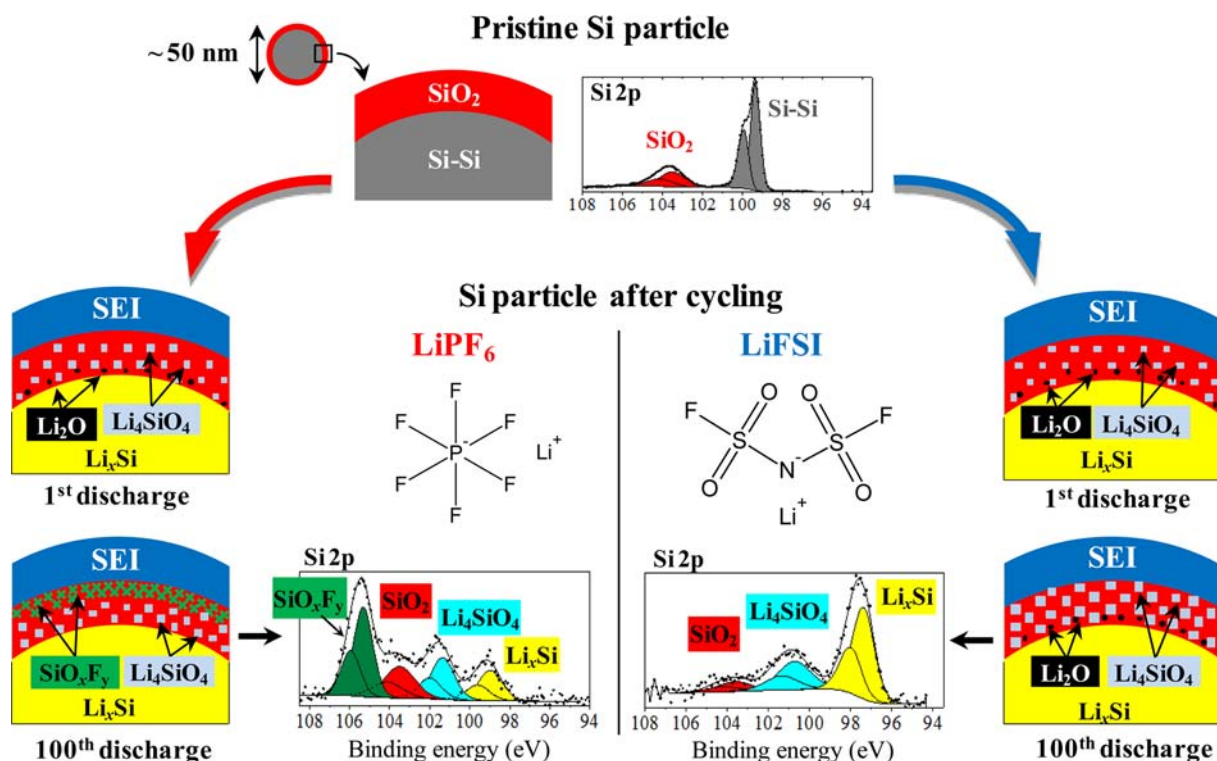 Pristine Si particle
~ 50 nm
SiO₂
Si-Si
Si 2p
SiO₂
Si-Si
108 106 104 102 100 98 96 94
Si particle after cycling
SEI
Li₂O Li₄SiO₄
LiₓSi
1ˢᵗ discharge
LiPF₆
F
F F
P⁻
F F
F
Li⁺
LiFSI
O O
F F
S S
O N⁻ O
Li⁺
SEI
Li₂O Li₄SiO₄
LiₓSi
1ˢᵗ discharge
SEI
SiOₓFᵧ Li₄SiO₄
LiₓSi
100ᵗʰ discharge
Si 2p
SiOₓFᵧ
SiO₂
Li₄SiO₄
LiₓSi
108 106 104 102 100 98 96 94
Binding energy (eV)
Si 2p
SiO₂
Li₄SiO₄
LiₓSi
108 106 104 102 100 98 96 94
Binding energy (eV)
SEI
Li₂O Li₄SiO₄
LiₓSi
100ᵗʰ discharge